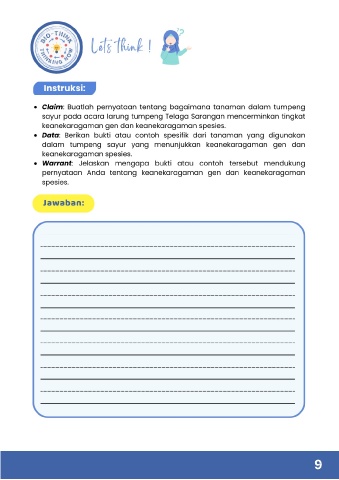 BIO-THINK
THINKING NOW
Let's think !
Instruksi:
• Claim: Buatlah pernyataan tentang bagaimana tanaman dalam tumpeng
sayur pada acara larung tumpeng Telaga Sarangan mencerminkan tingkat
keanekaragaman gen dan keanekaragaman spesies.
• Data: Berikan bukti atau contoh spesifik dari tanaman yang digunakan
dalam tumpeng sayur yang menunjukkan keanekaragaman gen dan
keanekaragaman spesies.
• Warrant: Jelaskan mengapa bukti atau contoh tersebut mendukung
pernyataan Anda tentang keanekaragaman gen dan keanekaragaman
spesies.
Jawaban:
9